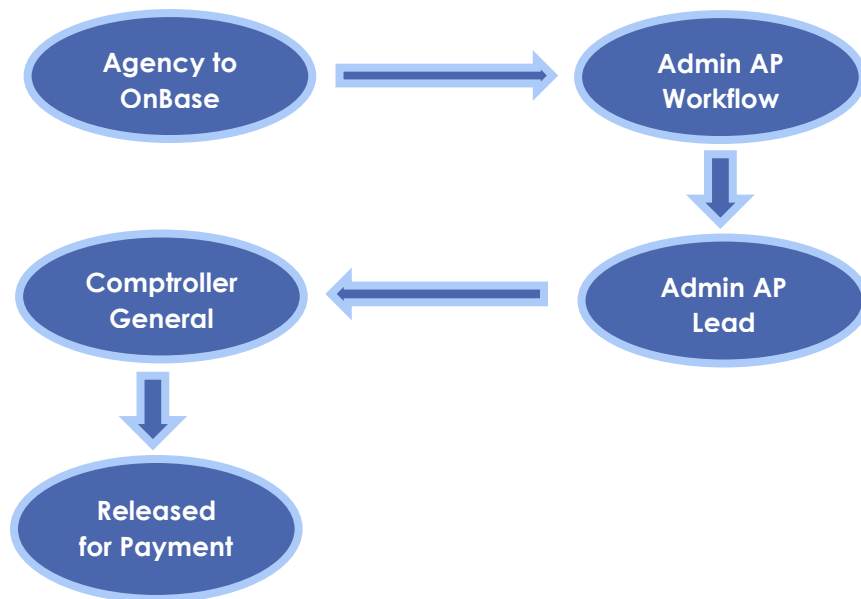 Agency to
OnBase
Admin AP
Workflow
Admin AP
Lead
Comptroller
General
Released
for Payment